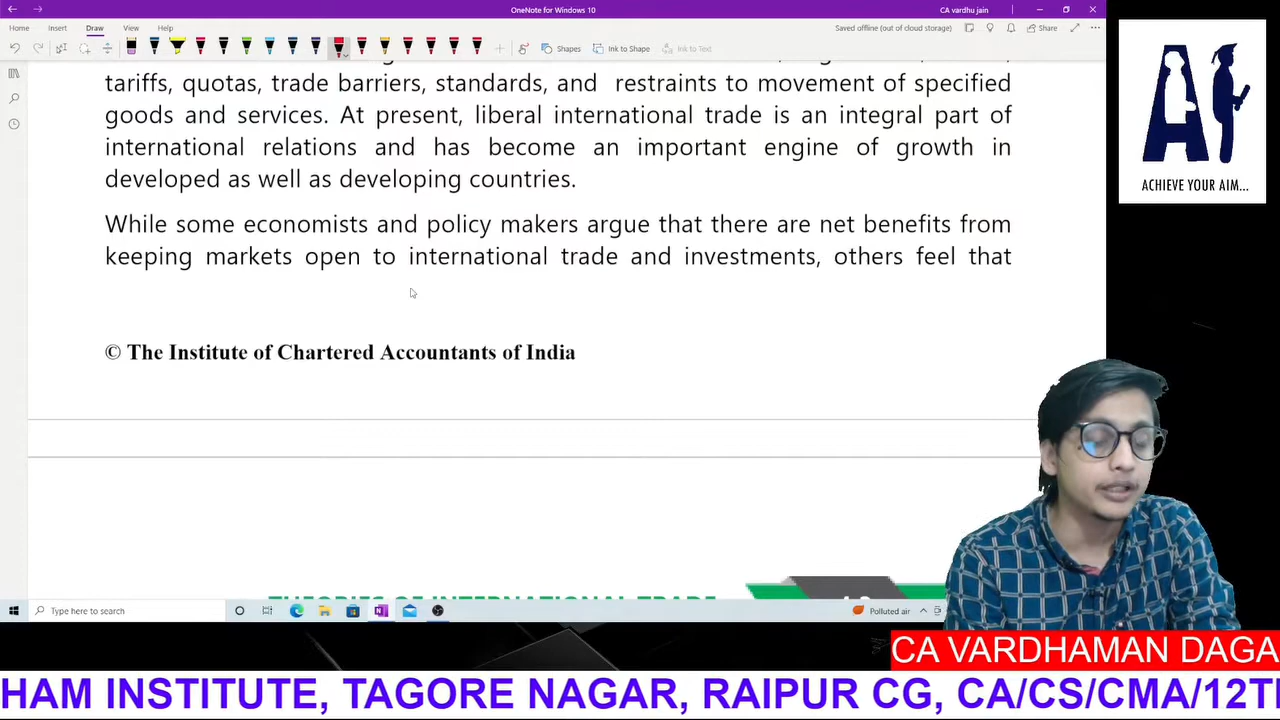 OneNote for Windows 10
CA vardhu jain
Home Insert Draw View Help
Saved offline (out of cloud storage)
Share
Shapes
Ink to Shape
Ink to Text
tariffs, quotas, trade barriers, standards, and restraints to movement of specified
goods and services. At present, liberal international trade is an integral part of
international relations and has become an important engine of growth in
developed as well as developing countries.
While some economists and policy makers argue that there are net benefits from
keeping markets open to international trade and investments, others feel that
© The Institute of Chartered Accountants of India
THEORIES OF INTERNATIONAL TRADE
Type here to search
Polluted air
ACHIEVE YOUR AIM...
CA VARDHAMAN DAGA
HAM INSTITUTE, TAGORE NAGAR, RAIPUR CG, CA/CS/CMA/12T